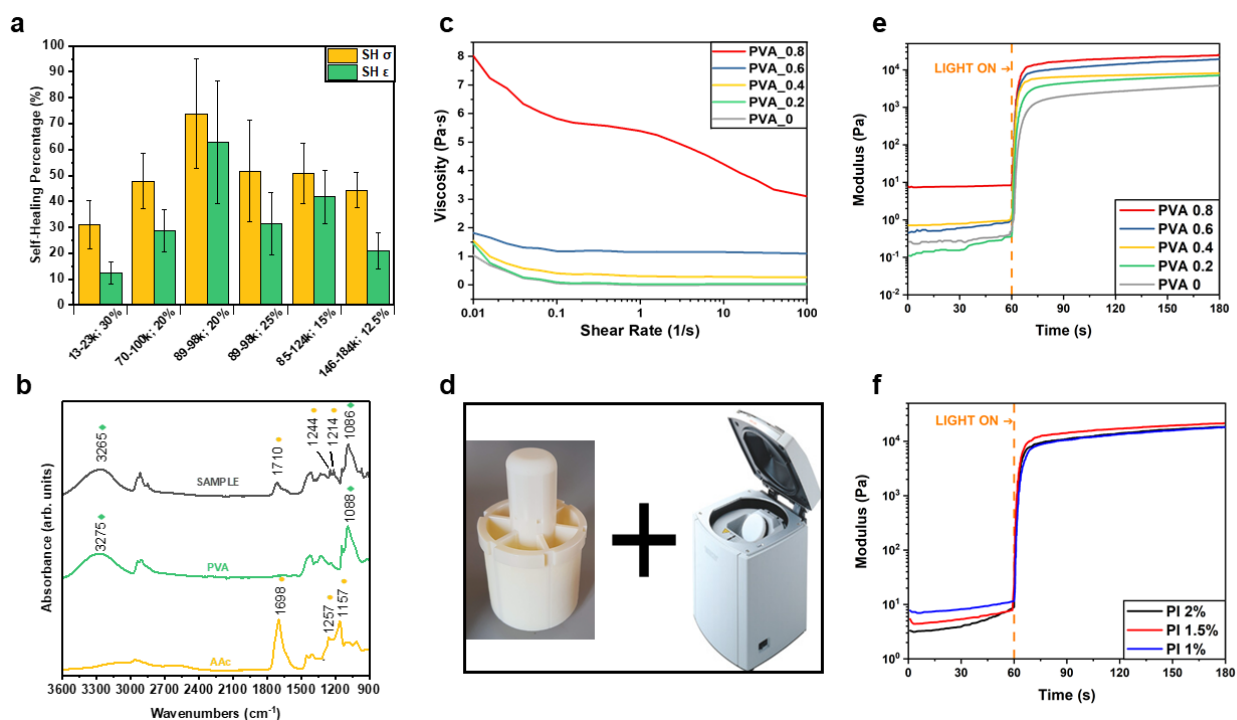 a
100
90
80
70
60
50
40
30
20
10
0
Self-Healing Percentage (%)
SH σ
SH ε
13-23k; 30%
70-100k; 20%
89-98k; 20%
89-98k; 25%
85-124k; 15%
146-184k; 12.5%
b
Absorbance (arb. units)
3265
1710
1244
1214
1086
SAMPLE
3275
1088
PVA
1698
1257
1157
AAc
3600 3300 3000 2700 2400 2100 1800 1500 1200 900
Wavenumbers (cm⁻¹)
c
Viscosity (Pa·s)
8
7
6
5
4
3
2
1
0
PVA_0.8
PVA_0.6
PVA_0.4
PVA_0.2
PVA_0
0.01 0.1 1 10 100
Shear Rate (1/s)
d
e
Modulus (Pa)
10⁴
10³
10²
10¹
10⁰
10⁻¹
10⁻²
LIGHT ON →
PVA 0.8
PVA 0.6
PVA 0.4
PVA 0.2
PVA 0
0 30 60 90 120 150 180
Time (s)
f
Modulus (Pa)
10⁴
10³
10²
10¹
10⁰
LIGHT ON →
PI 2%
PI 1.5%
PI 1%
0 30 60 90 120 150 180
Time (s)